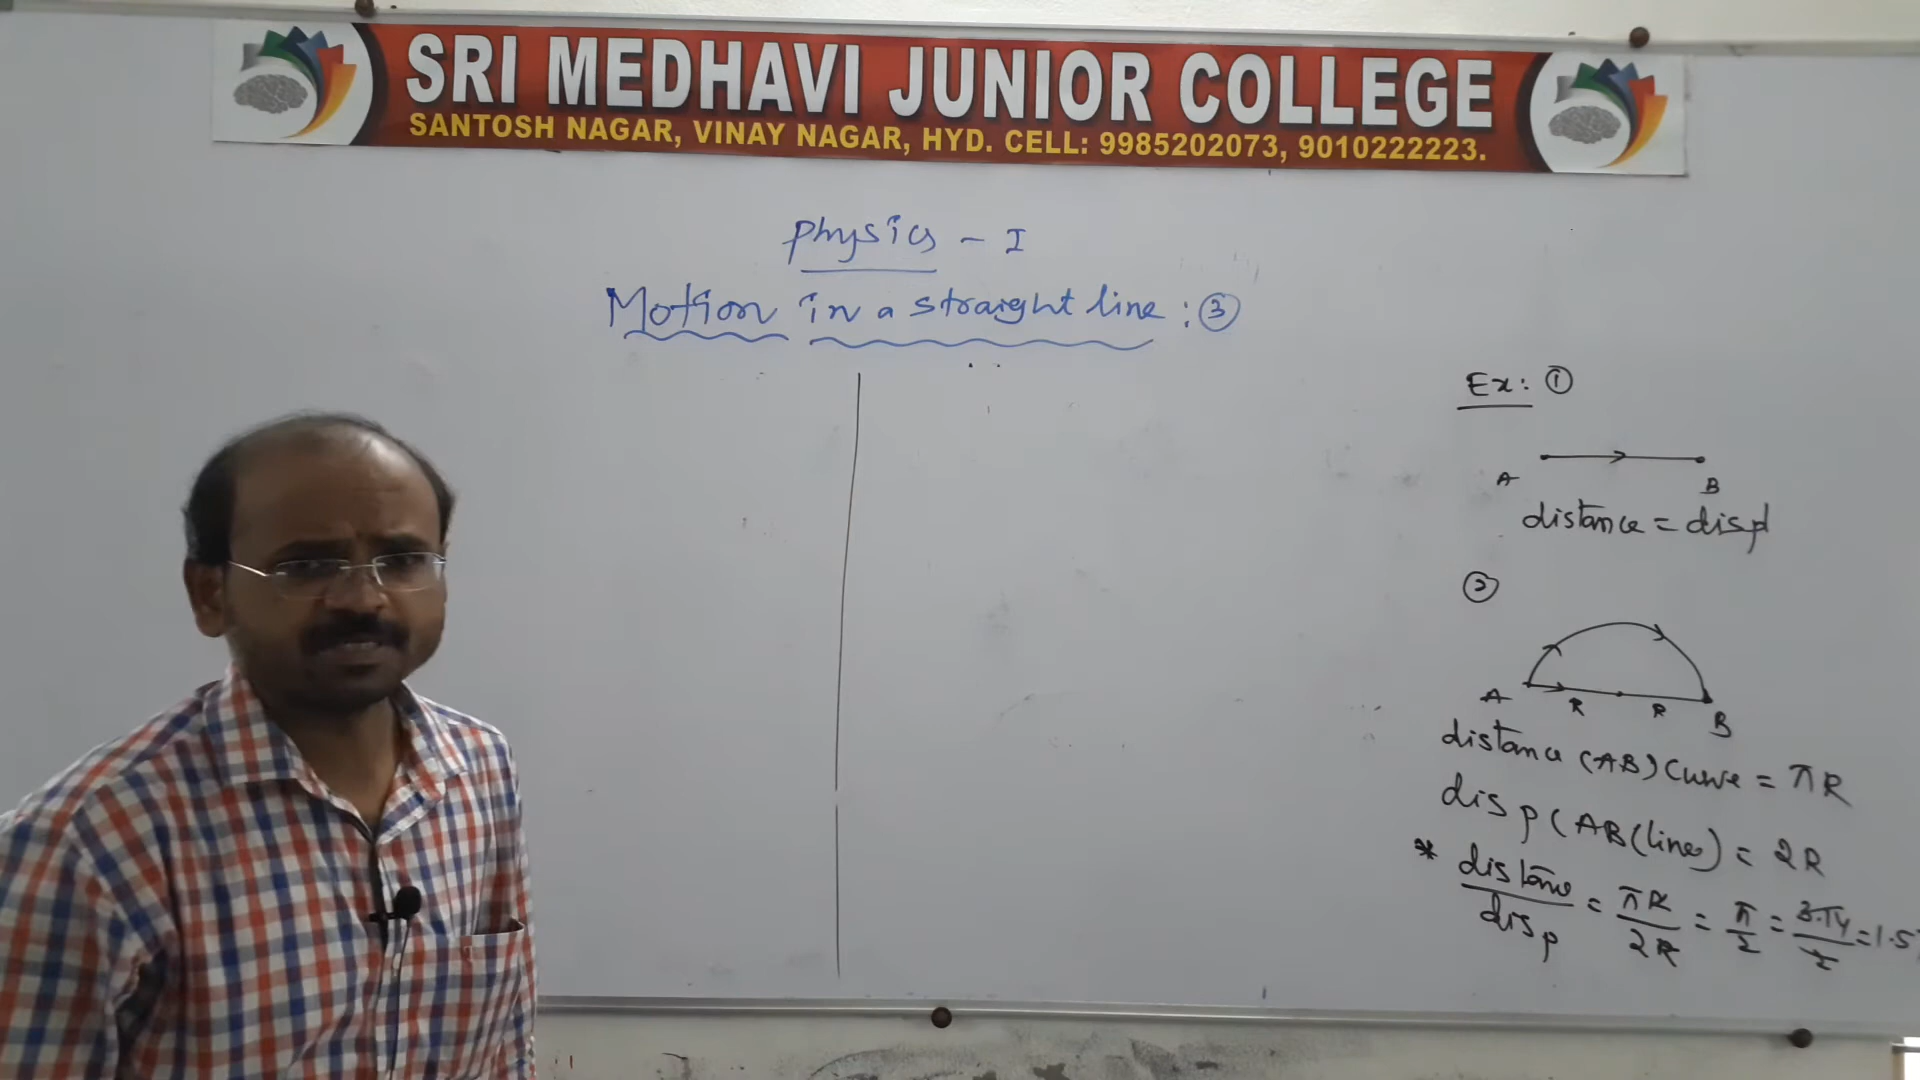 SRI MEDHAVI JUNIOR COLLEGE
SANTOSH NAGAR, VINAY NAGAR, HYD. CELL: 9985202073, 9010222223.
Physics - I
Motion in a straight line : ③
Ex: ①
A B
distance = disp
②
A R R B
distance (AB) Curve = πR
disp (AB(line) = 2R
* distance/disp = πR/2R = π/2 = 3.14/2 = 1.57